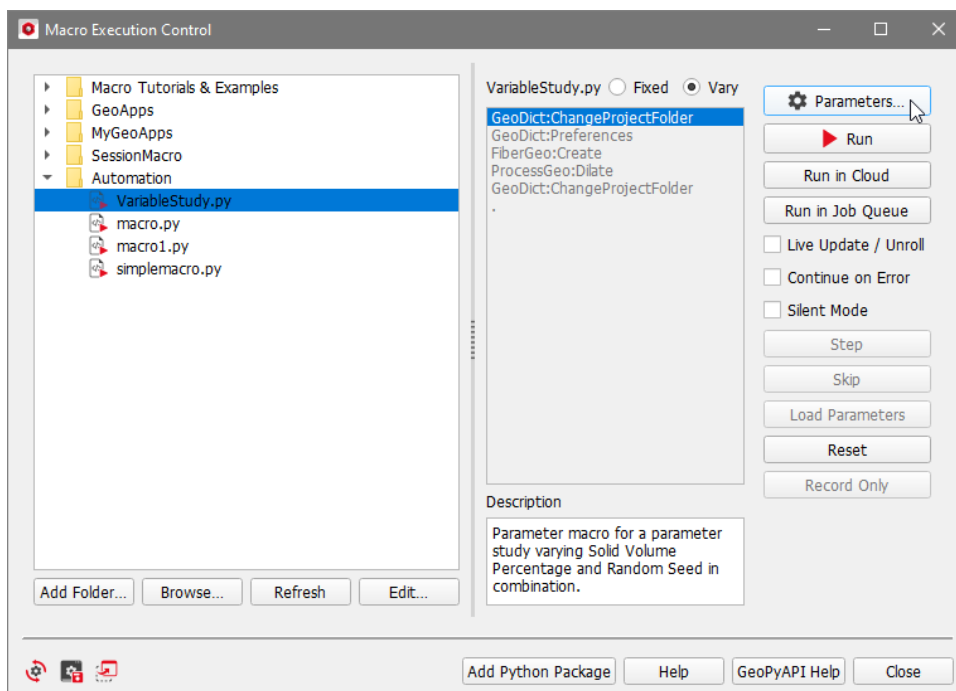 Macro Execution Control
Macro Tutorials & Examples
GeoApps
MyGeoApps
SessionMacro
Automation
VariableStudy.py
macro.py
macro1.py
simplemacro.py
Add Folder... Browse... Refresh Edit...
VariableStudy.py Fixed Vary
GeoDict:ChangeProjectFolder
GeoDict:Preferences
FiberGeo:Create
ProcessGeo:Dilate
GeoDict:ChangeProjectFolder
.
Description
Parameter macro for a parameter
study varying Solid Volume
Percentage and Random Seed in
combination.
Parameters...
Run
Run in Cloud
Run in Job Queue
Live Update / Unroll
Continue on Error
Silent Mode
Step
Skip
Load Parameters
Reset
Record Only
Add Python Package Help GeoPyAPI Help Close